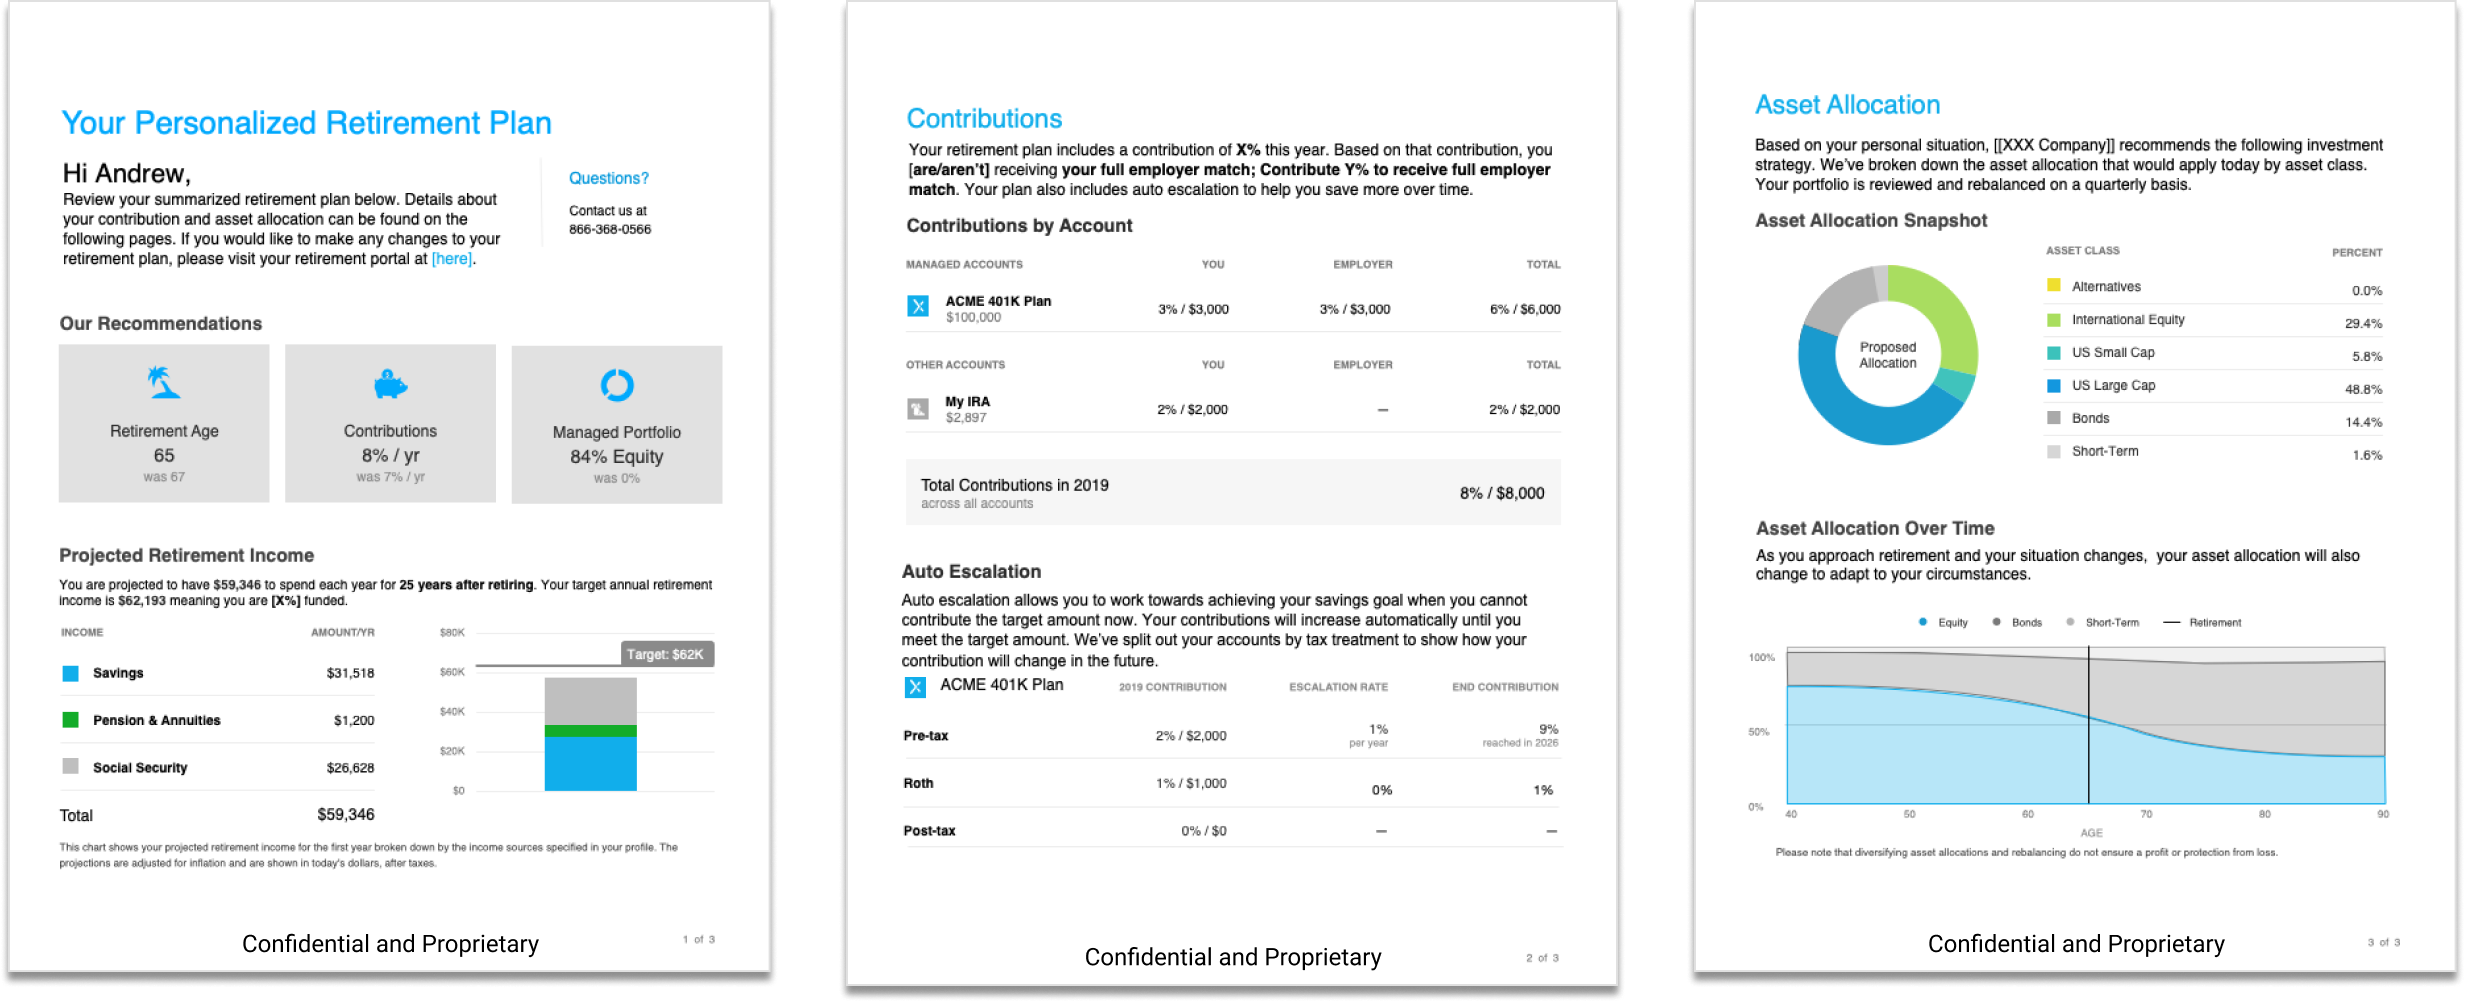 Your Personalized Retirement Plan
Hi Andrew,
Review your summarized retirement plan below. Details about
your contribution and asset allocation can be found on the
following pages. If you would like to make any changes to your
retirement plan, please visit your retirement portal at [here].
Questions?
Contact us at
866-368-0566
Our Recommendations
Retirement Age
65
was 67
Contributions
8% / yr
was 7% / yr
Managed Portfolio
84% Equity
was 0%
Projected Retirement Income
You are projected to have $59,346 to spend each year for 25 years after retiring. Your target annual retirement
income is $62,193 meaning you are [X%] funded.
INCOME AMOUNT/YR
Savings $31,518
Pension & Annuities $1,200
Social Security $26,628
Total $59,346
$80K
Target: $62K
$60K
$40K
$20K
$0
This chart shows your projected retirement income for the first year broken down by the income sources specified in your profile. The
projections are adjusted for inflation and are shown in today's dollars, after taxes.
Confidential and Proprietary
1 of 3
Contributions
Your retirement plan includes a contribution of X% this year. Based on that contribution, you
[are/aren't] receiving your full employer match; Contribute Y% to receive full employer
match. Your plan also includes auto escalation to help you save more over time.
Contributions by Account
MANAGED ACCOUNTS YOU EMPLOYER TOTAL
ACME 401K Plan 3% / $3,000 3% / $3,000 6% / $6,000
$100,000
OTHER ACCOUNTS YOU EMPLOYER TOTAL
My IRA 2% / $2,000 — 2% / $2,000
$2,897
Total Contributions in 2019 8% / $8,000
across all accounts
Auto Escalation
Auto escalation allows you to work towards achieving your savings goal when you cannot
contribute the target amount now. Your contributions will increase automatically until you
meet the target amount. We've split out your accounts by tax treatment to show how your
contribution will change in the future.
ACME 401K Plan 2019 CONTRIBUTION ESCALATION RATE END CONTRIBUTION
Pre-tax 2% / $2,000 1% 9%
per year reached in 2026
Roth 1% / $1,000 0% 1%
Post-tax 0% / $0 — —
Confidential and Proprietary
2 of 3
Asset Allocation
Based on your personal situation, [[XXX Company]] recommends the following investment
strategy. We've broken down the asset allocation that would apply today by asset class.
Your portfolio is reviewed and rebalanced on a quarterly basis.
Asset Allocation Snapshot
Proposed
Allocation
ASSET CLASS PERCENT
Alternatives 0.0%
International Equity 29.4%
US Small Cap 5.8%
US Large Cap 48.8%
Bonds 14.4%
Short-Term 1.6%
Asset Allocation Over Time
As you approach retirement and your situation changes, your asset allocation will also
change to adapt to your circumstances.
Equity Bonds Short-Term Retirement
100%
50%
0%
40 50 60 70 80 90
AGE
Please note that diversifying asset allocations and rebalancing do not ensure a profit or protection from loss.
Confidential and Proprietary
3 of 3